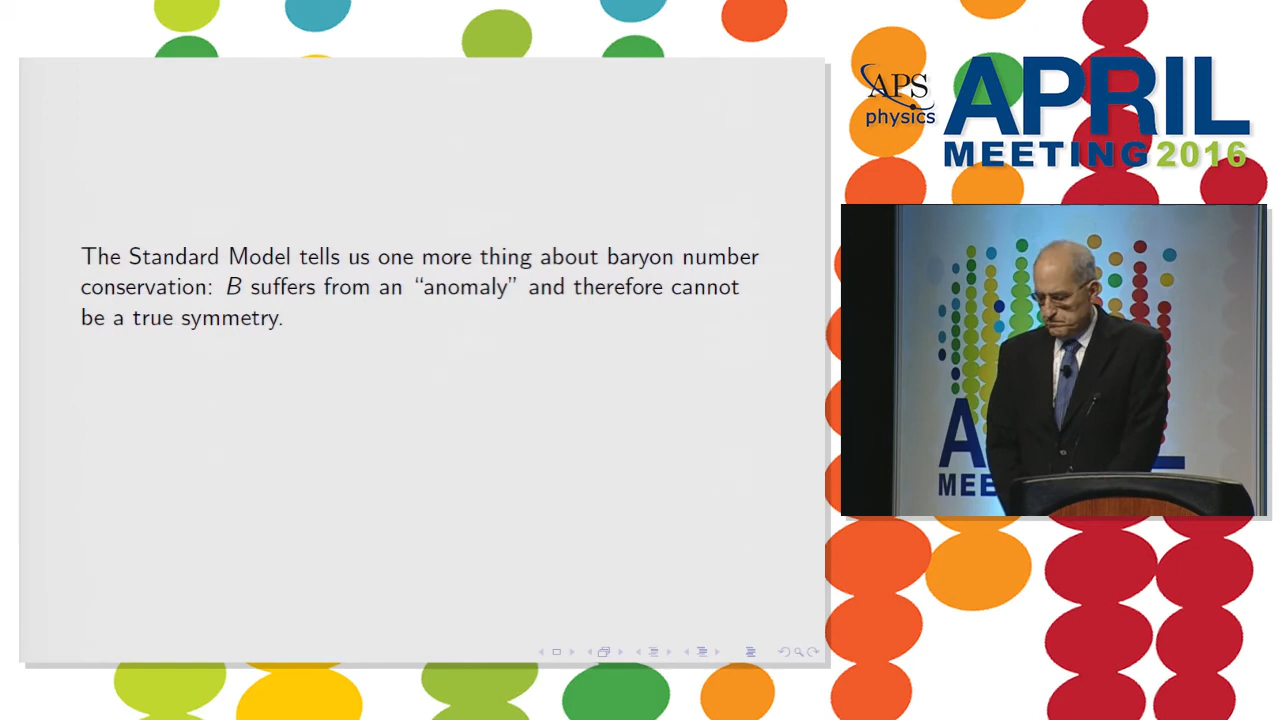 The Standard Model tells us one more thing about baryon number
conservation: B suffers from an “anomaly” and therefore cannot
be a true symmetry.
APS
physics
APRIL
MEETING 2016